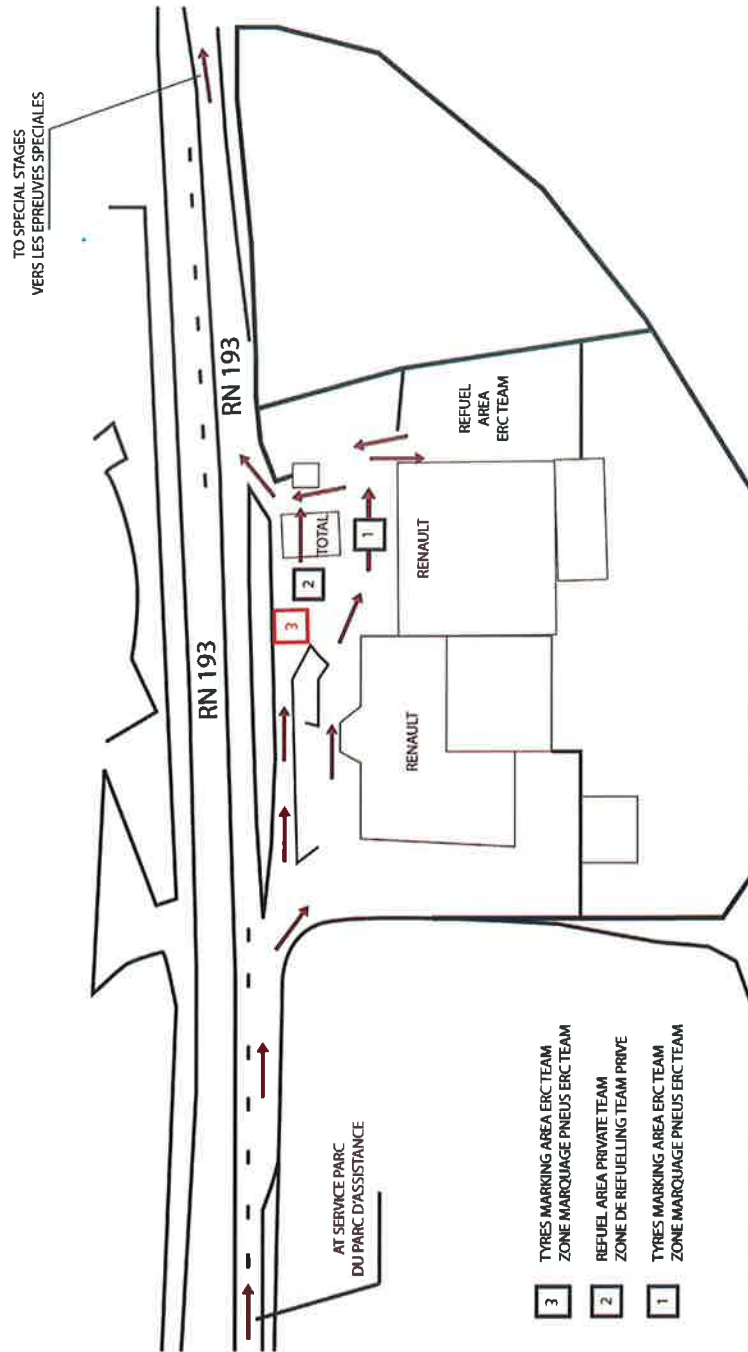 TO SPECIAL STAGES
VERS LES EPREUVES SPECIALES
RN 193
RN 193
REFUEL
AREA
ERC TEAM
TOTAL
1
2
3
RENAULT
RENAULT
AT SERVICE PARC
DU PARC D'ASSISTANCE
3
TYRES MARKING AREA ERC TEAM
ZONE MARQUAGE PNEUS ERC TEAM
2
REFUEL AREA PRIVATE TEAM
ZONE DE REFUELLING TEAM PRIVE
1
TYRES MARKING AREA ERC TEAM
ZONE MARQUAGE PNEUS ERC TEAM